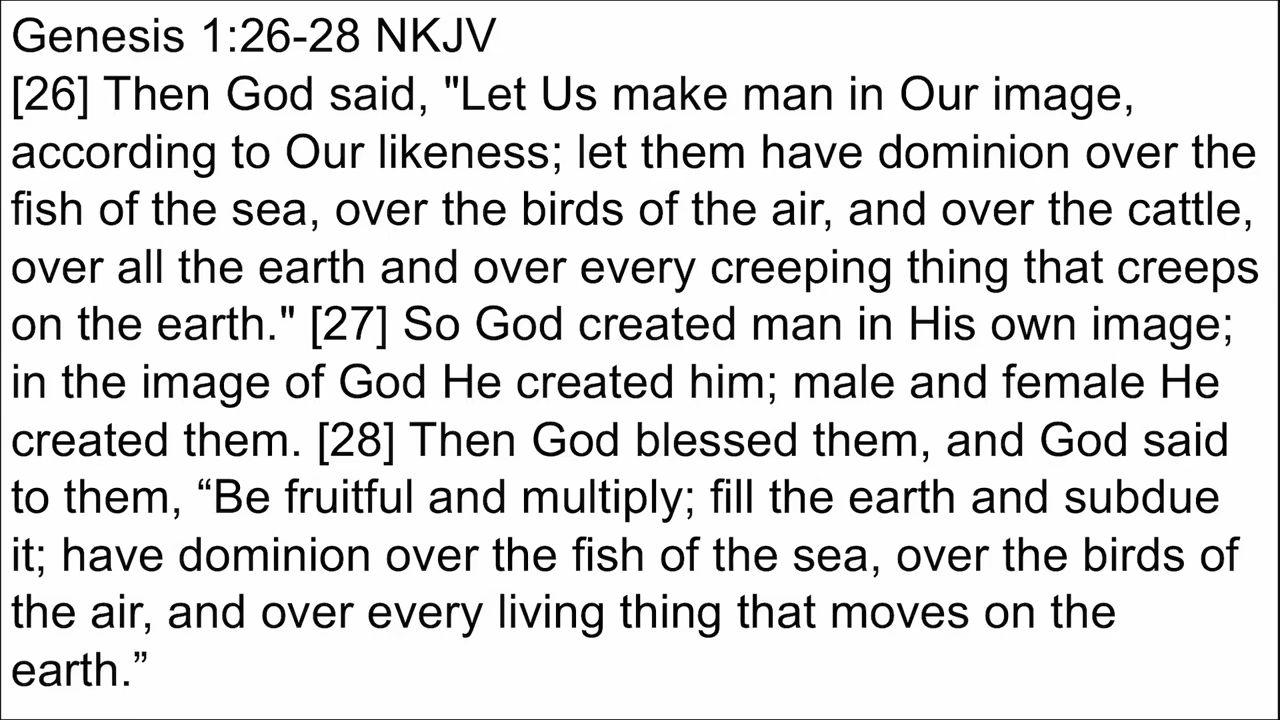 Genesis 1:26-28 NKJV
[26] Then God said, "Let Us make man in Our image,
according to Our likeness; let them have dominion over the
fish of the sea, over the birds of the air, and over the cattle,
over all the earth and over every creeping thing that creeps
on the earth." [27] So God created man in His own image;
in the image of God He created him; male and female He
created them. [28] Then God blessed them, and God said
to them, “Be fruitful and multiply; fill the earth and subdue
it; have dominion over the fish of the sea, over the birds of
the air, and over every living thing that moves on the
earth.”